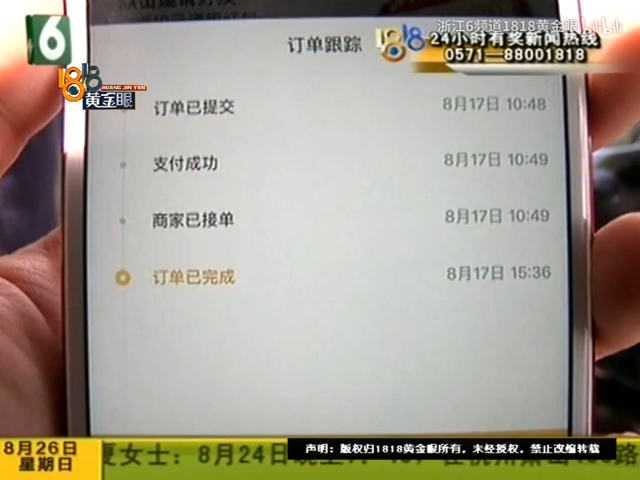 浙江6频道1818黄金眼
bilibili
6
1818
24小时有奖新闻热线
0571—88001818
1818
HUANG JIN YAN
黄金眼
订单跟踪
订单已提交 8月17日 10:48
支付成功 8月17日 10:49
商家已接单 8月17日 10:49
订单已完成 8月17日 15:36
8月26日
星期日
夏女士：8月24日晚
声明：版权归1818黄金眼所有，未经授权，禁止改编转载